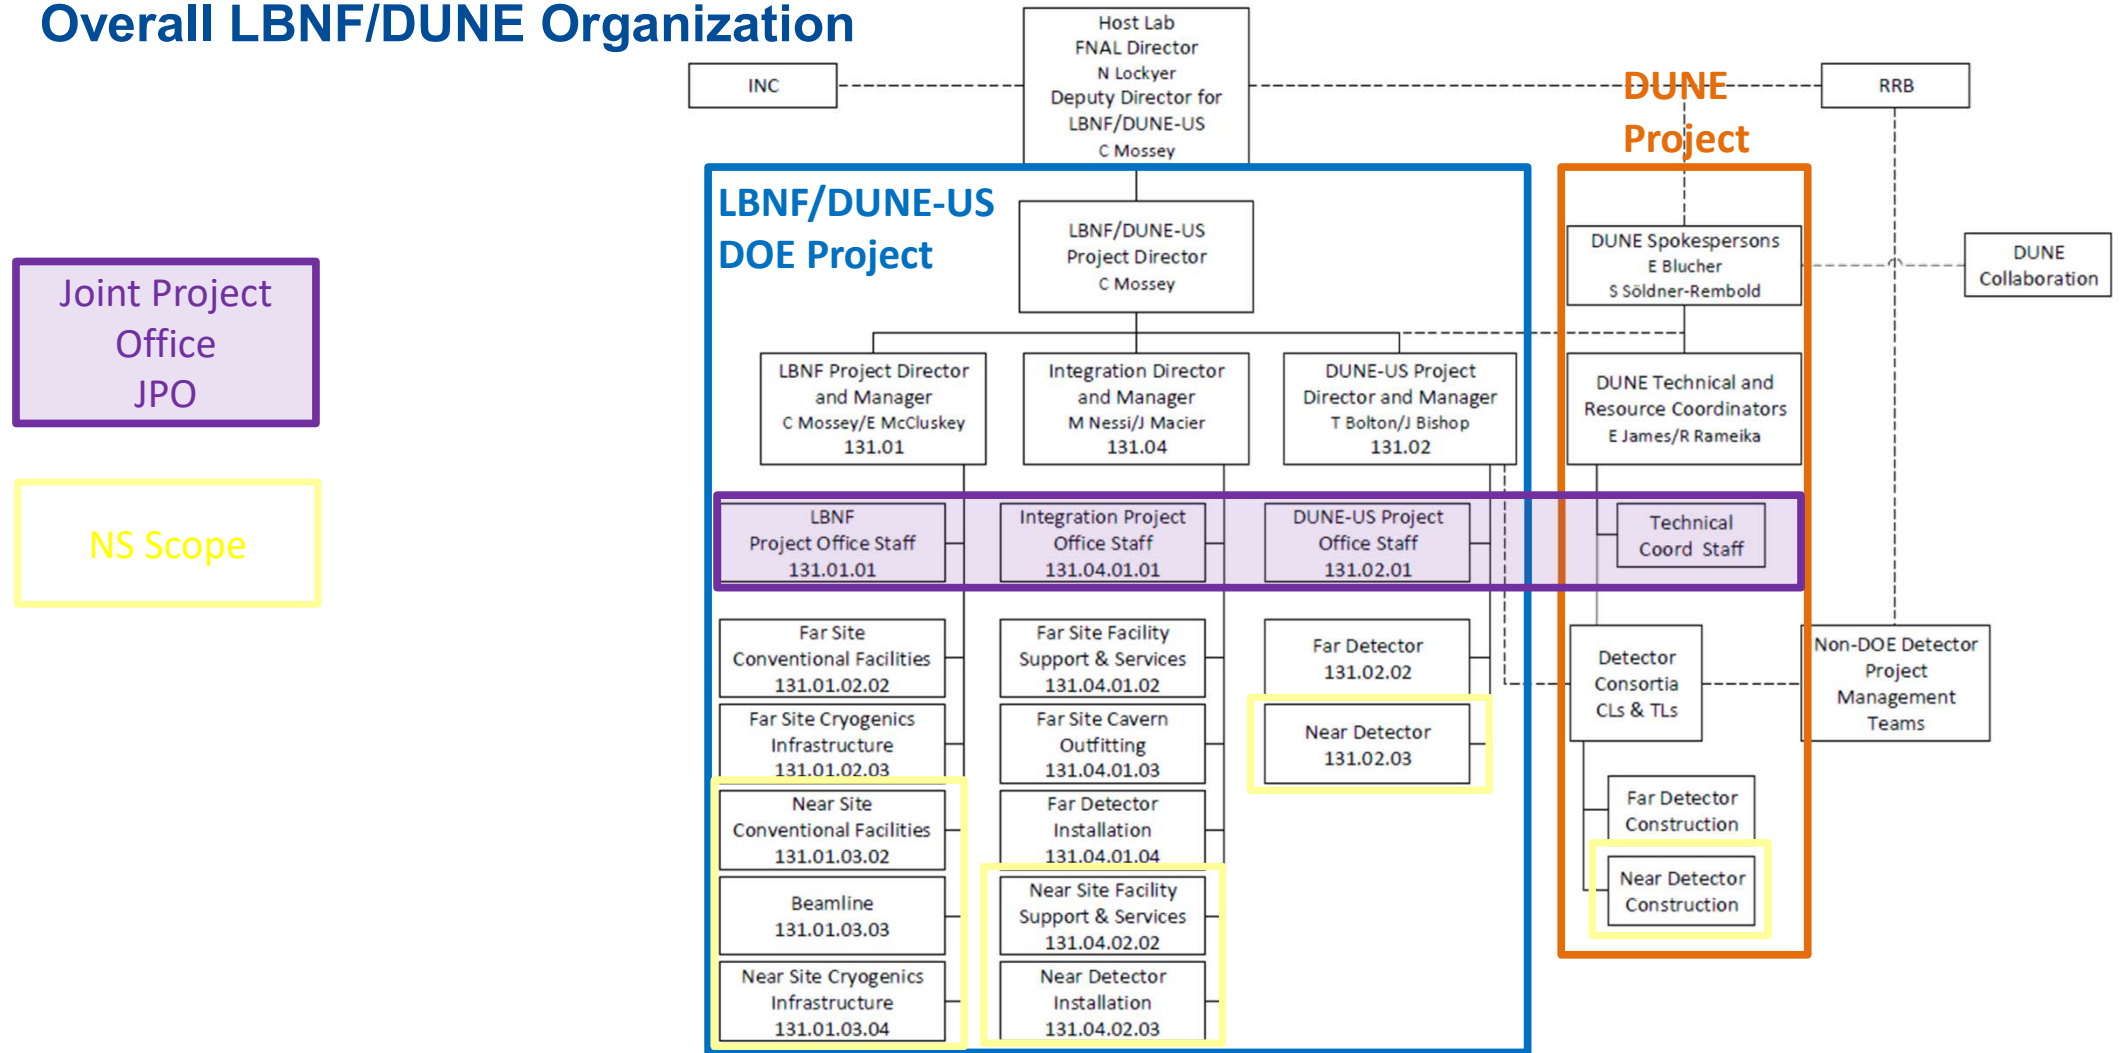 Overall LBNF/DUNE Organization
Host Lab
FNAL Director
N Lockyer
Deputy Director for
LBNF/DUNE-US
C Mossey
INC
RRB
DUNE
Project
LBNF/DUNE-US
DOE Project
LBNF/DUNE-US
Project Director
C Mossey
DUNE Spokespersons
E Blucher
S Söldner-Rembold
DUNE
Collaboration
Joint Project
Office
JPO
NS Scope
LBNF Project Director
and Manager
C Mossey/E McCluskey
131.01
Integration Director
and Manager
M Nessi/J Macier
131.04
DUNE-US Project
Director and Manager
T Bolton/J Bishop
131.02
DUNE Technical and
Resource Coordinators
E James/R Rameika
LBNF
Project Office Staff
131.01.01
Integration Project
Office Staff
131.04.01.01
DUNE-US Project
Office Staff
131.02.01
Technical
Coord Staff
Far Site
Conventional Facilities
131.01.02.02
Far Site Facility
Support & Services
131.04.01.02
Far Detector
131.02.02
Detector
Consortia
CLs & TLs
Non-DOE Detector
Project
Management
Teams
Far Site Cryogenics
Infrastructure
131.01.02.03
Far Site Cavern
Outfitting
131.04.01.03
Near Detector
131.02.03
Near Site
Conventional Facilities
131.01.03.02
Far Detector
Installation
131.04.01.04
Far Detector
Construction
Beamline
131.01.03.03
Near Site Facility
Support & Services
131.04.02.02
Near Detector
Construction
Near Site Cryogenics
Infrastructure
131.01.03.04
Near Detector
Installation
131.04.02.03